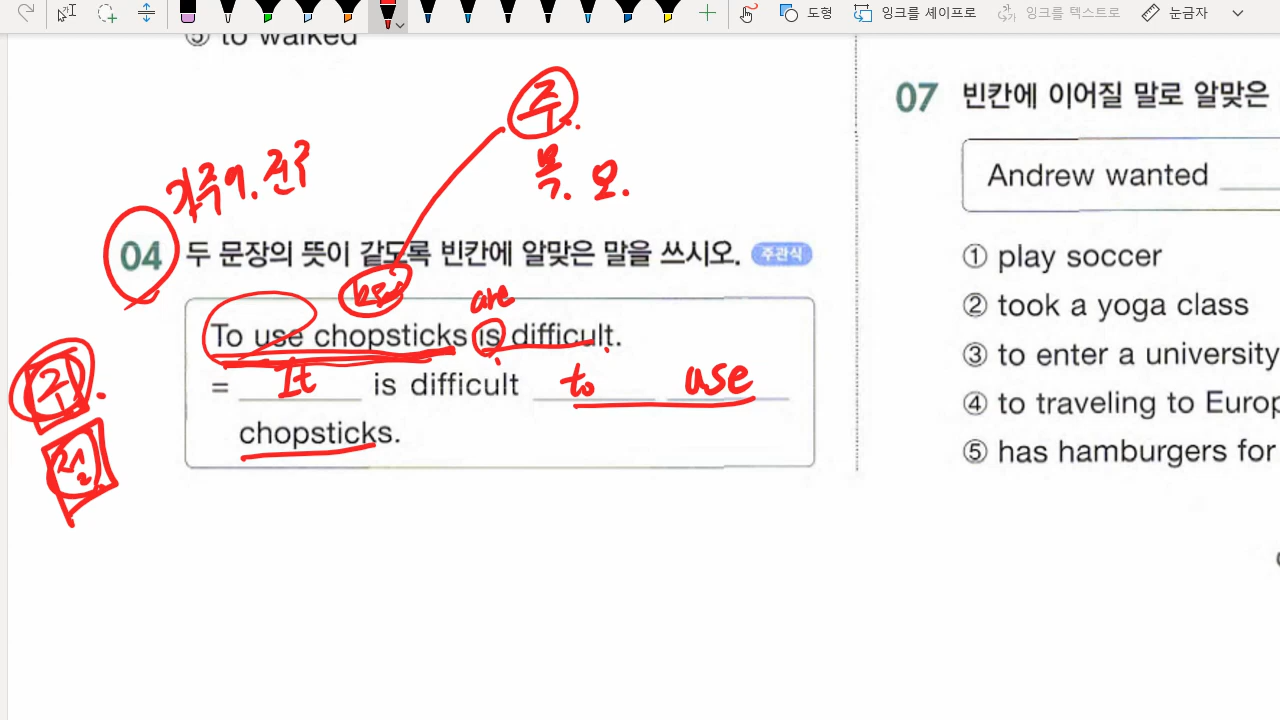 도형
잉크를 셰이프로
잉크를 텍스트로
눈금자
⑤ to walked
주.
목. 오.
가주어. 진주
04 두 문장의 뜻이 같도록 빈칸에 알맞은 말을 쓰시오. 주관식
are
To use chopsticks is difficult.
= It is difficult to use
chopsticks.
주.
07 빈칸에 이어질 말로 알맞은
Andrew wanted
① play soccer
② took a yoga class
③ to enter a university
④ to traveling to Europ
⑤ has hamburgers for